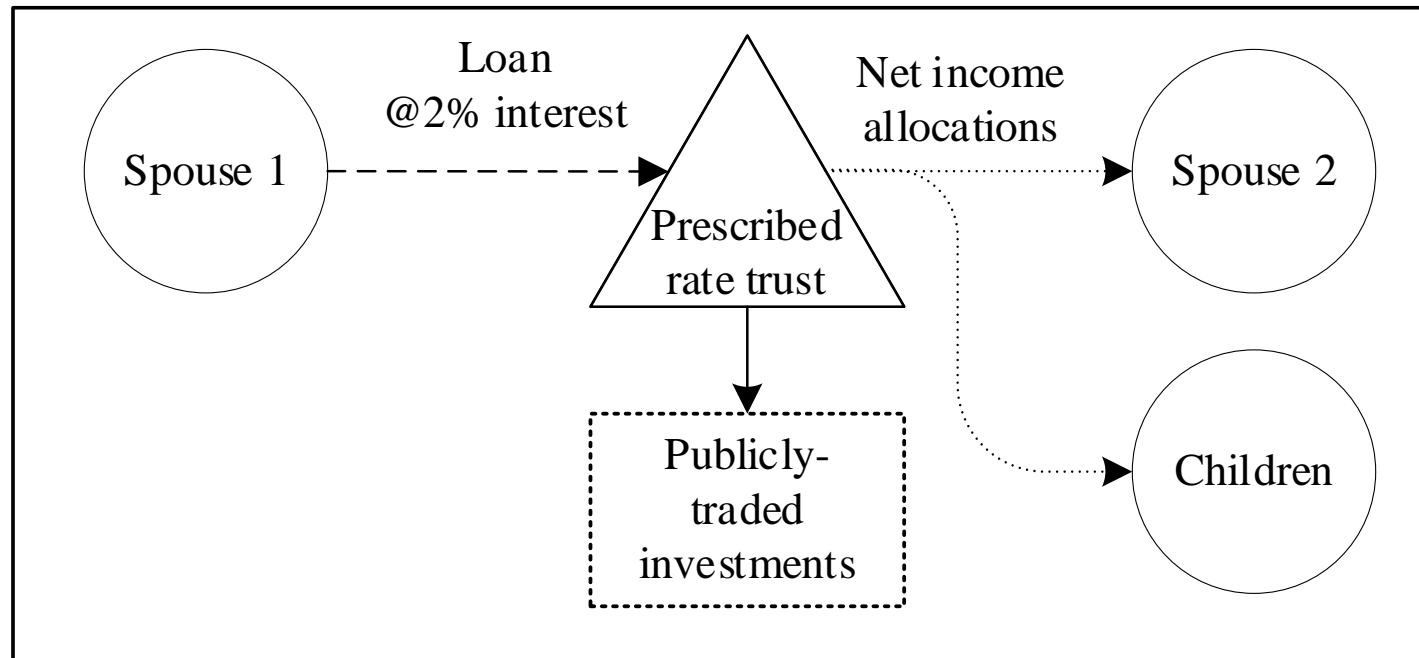 Spouse 1
Loan
@2% interest
Prescribed
rate trust
Net income
allocations
Spouse 2
Children
Publicly-
traded
investments